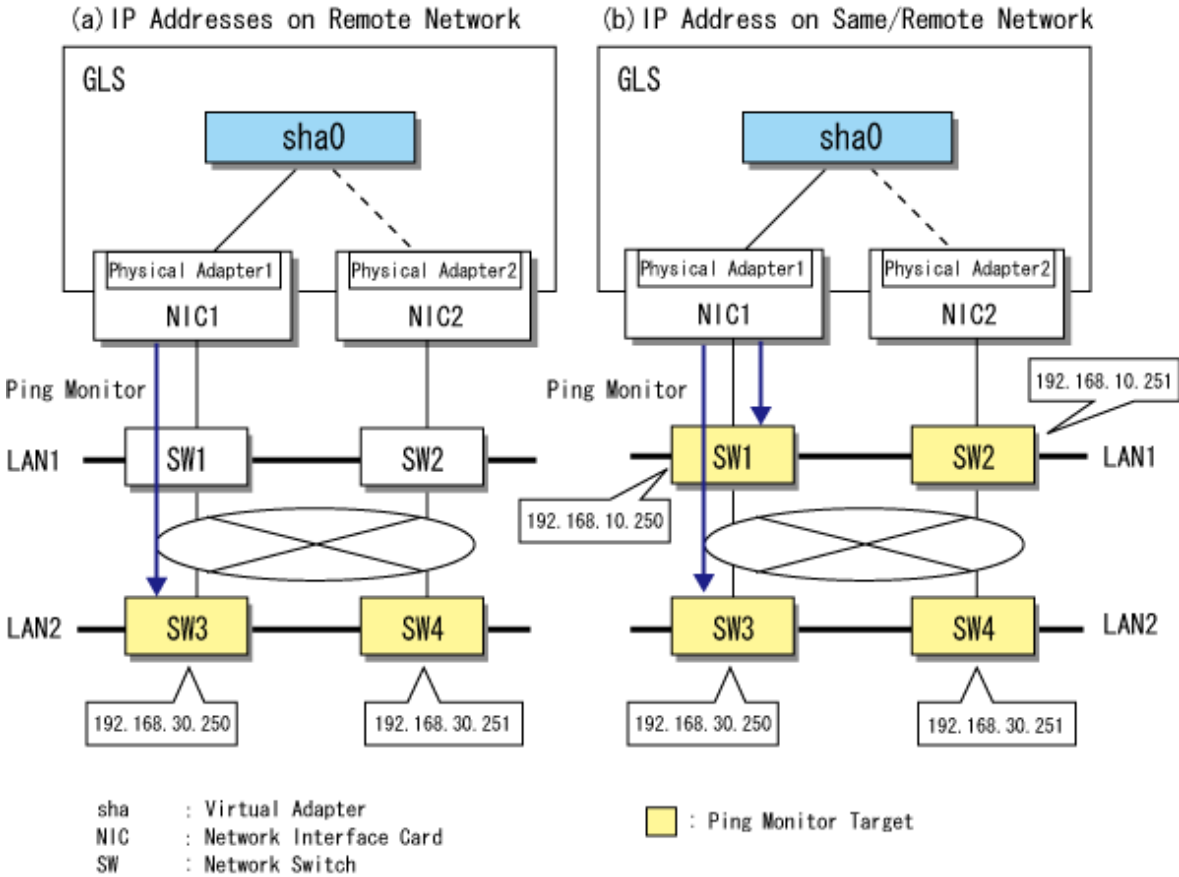 (a) IP Addresses on Remote Network
GLS
sha0
Physical Adapter1
Physical Adapter2
NIC1
NIC2
Ping Monitor
LAN1
SW1
SW2
LAN2
SW3
SW4
192.168.30.250
192.168.30.251
(b) IP Address on Same/Remote Network
GLS
sha0
Physical Adapter1
Physical Adapter2
NIC1
NIC2
Ping Monitor
192.168.10.251
SW1
SW2
LAN1
192.168.10.250
SW3
SW4
LAN2
192.168.30.250
192.168.30.251
sha : Virtual Adapter
NIC : Network Interface Card
SW : Network Switch
: Ping Monitor Target